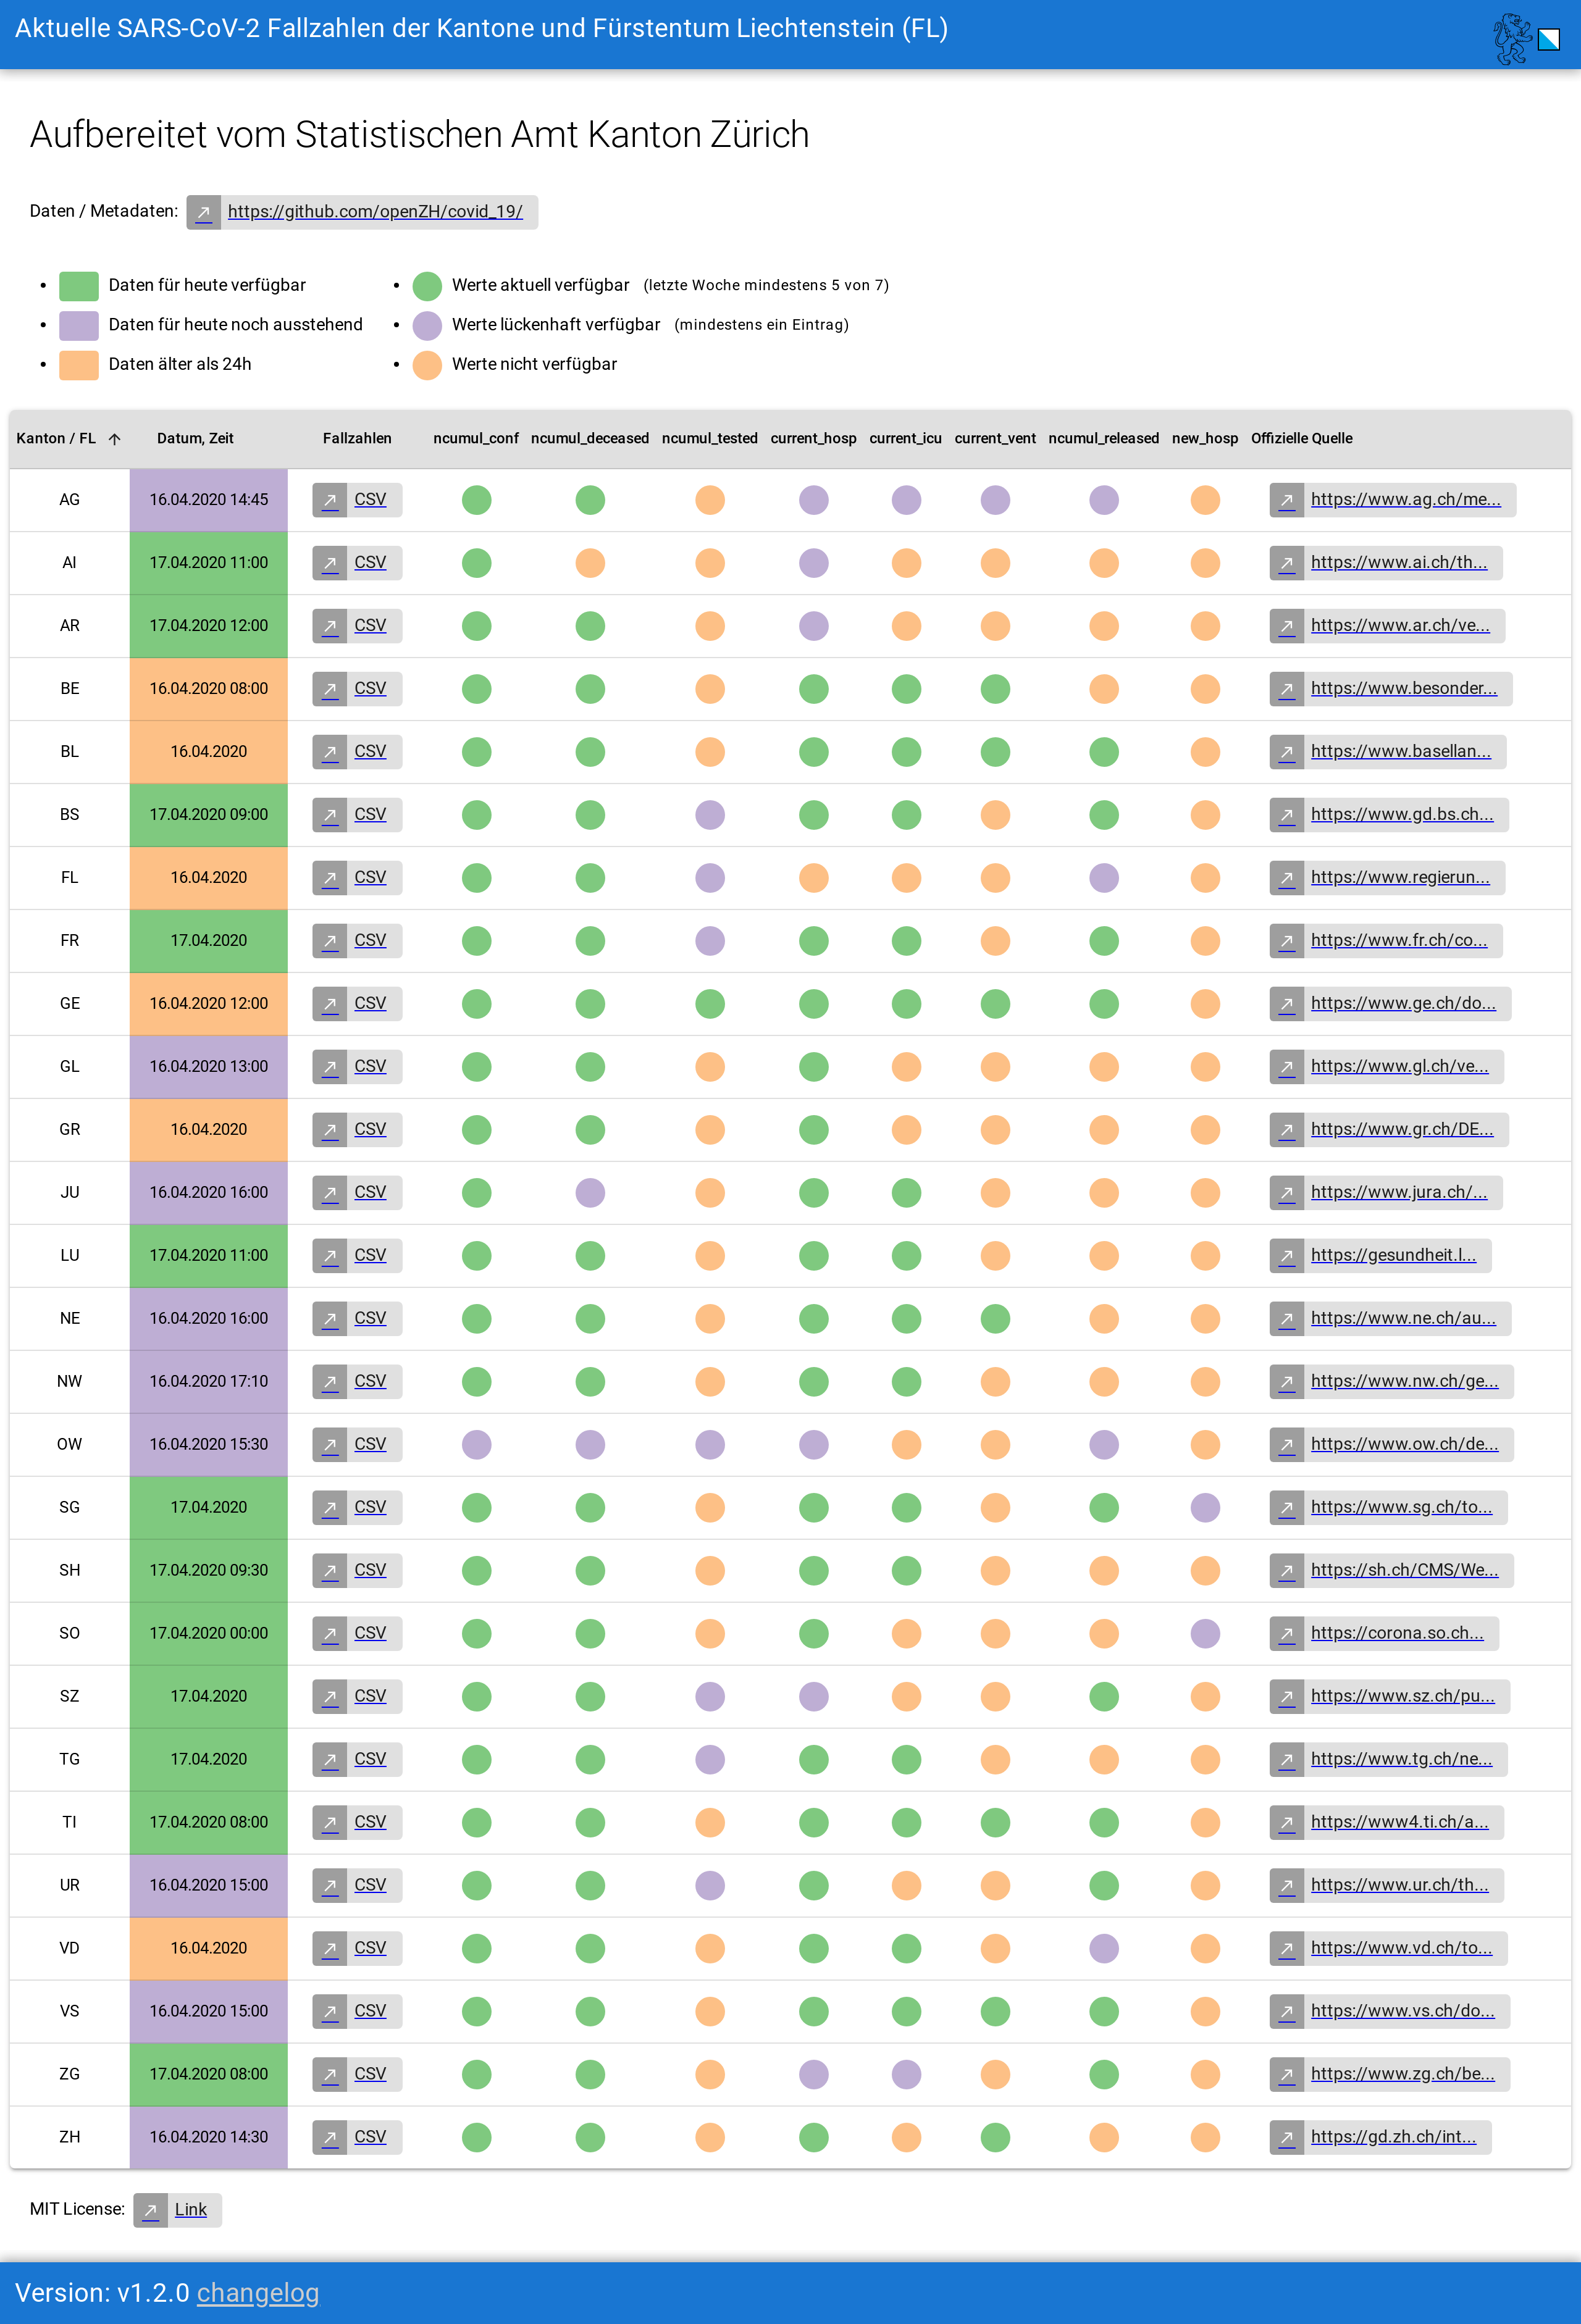 Aktuelle SARS-CoV-2 Fallzahlen der Kantone und Fürstentum Liechtenstein (FL)
Aufbereitet vom Statistischen Amt Kanton Zürich
Daten / Metadaten: https://github.com/openZH/covid_19/
Daten für heute verfügbar
Daten für heute noch ausstehend
Daten älter als 24h
Werte aktuell verfügbar (letzte Woche mindestens 5 von 7)
Werte lückenhaft verfügbar (mindestens ein Eintrag)
Werte nicht verfügbar
Kanton / FL Datum, Zeit Fallzahlen ncumul_conf ncumul_deceased ncumul_tested current_hosp current_icu current_vent ncumul_released new_hosp Offizielle Quelle
AG 16.04.2020 14:45 CSV https://www.ag.ch/me...
AI 17.04.2020 11:00 CSV https://www.ai.ch/th...
AR 17.04.2020 12:00 CSV https://www.ar.ch/ve...
BE 16.04.2020 08:00 CSV https://www.besonder...
BL 16.04.2020 CSV https://www.basellan...
BS 17.04.2020 09:00 CSV https://www.gd.bs.ch...
FL 16.04.2020 CSV https://www.regierun...
FR 17.04.2020 CSV https://www.fr.ch/co...
GE 16.04.2020 12:00 CSV https://www.ge.ch/do...
GL 16.04.2020 13:00 CSV https://www.gl.ch/ve...
GR 16.04.2020 CSV https://www.gr.ch/DE...
JU 16.04.2020 16:00 CSV https://www.jura.ch/...
LU 17.04.2020 11:00 CSV https://gesundheit.l...
NE 16.04.2020 16:00 CSV https://www.ne.ch/au...
NW 16.04.2020 17:10 CSV https://www.nw.ch/ge...
OW 16.04.2020 15:30 CSV https://www.ow.ch/de...
SG 17.04.2020 CSV https://www.sg.ch/to...
SH 17.04.2020 09:30 CSV https://sh.ch/CMS/We...
SO 17.04.2020 00:00 CSV https://corona.so.ch...
SZ 17.04.2020 CSV https://www.sz.ch/pu...
TG 17.04.2020 CSV https://www.tg.ch/ne...
TI 17.04.2020 08:00 CSV https://www4.ti.ch/a...
UR 16.04.2020 15:00 CSV https://www.ur.ch/th...
VD 16.04.2020 CSV https://www.vd.ch/to...
VS 16.04.2020 15:00 CSV https://www.vs.ch/do...
ZG 17.04.2020 08:00 CSV https://www.zg.ch/be...
ZH 16.04.2020 14:30 CSV https://gd.zh.ch/int...
MIT License: Link
Version: v1.2.0 changelog